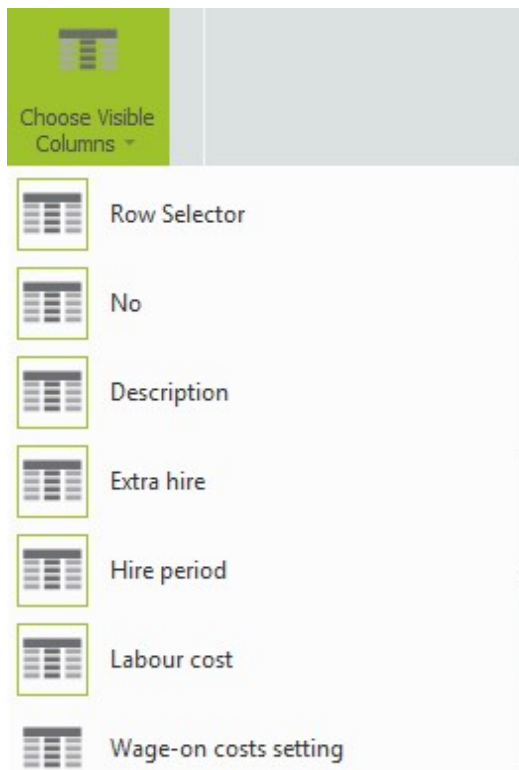 Choose Visible
Columns
Row Selector
No
Description
Extra hire
Hire period
Labour cost
Wage-on costs setting